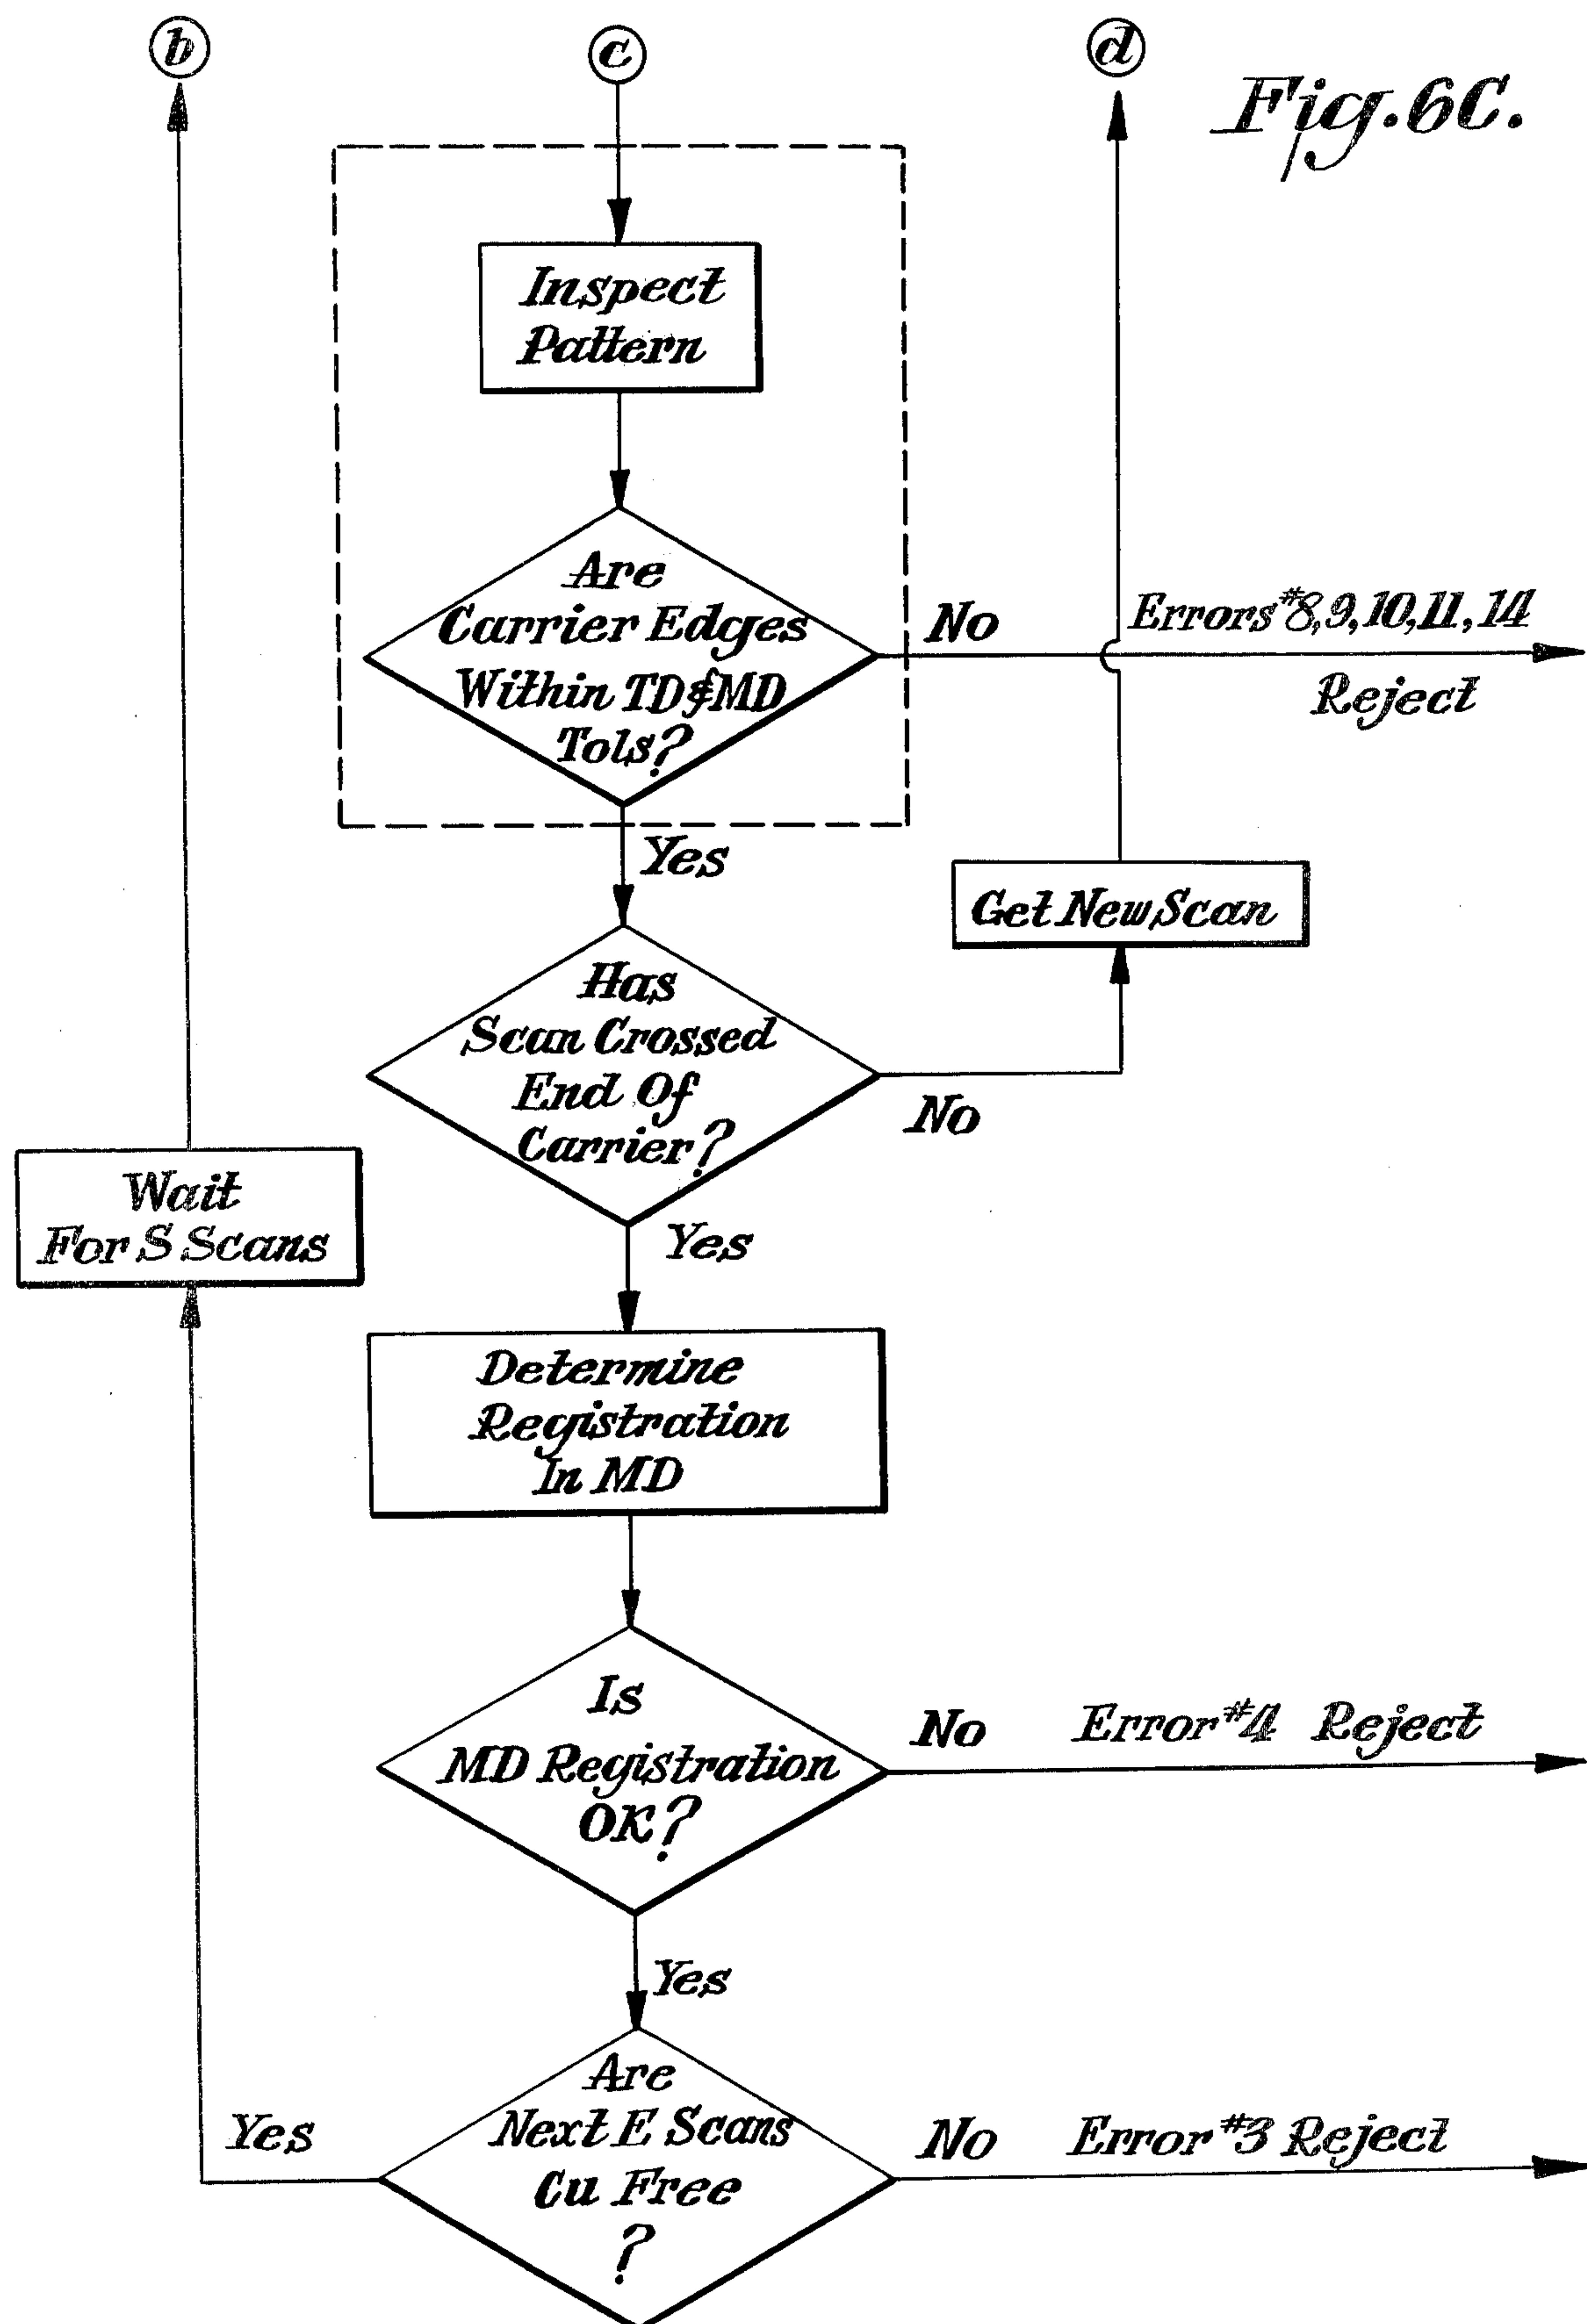 b
c
d
Fig. 6C.
Inspect
Pattern
Are
Carrier Edges
Within TD & MD
Tols?
No
Errors #8, 9, 10, 11, 14
Reject
Yes
Get New Scan
Has
Scan Crossed
End Of
Carrier?
No
Wait
For S Scans
Yes
Determine
Registration
In MD
Is
MD Registration
OK?
No
Error #4 Reject
Yes
Are
Next E Scans
Cu Free
?
Yes
No
Error #3 Reject